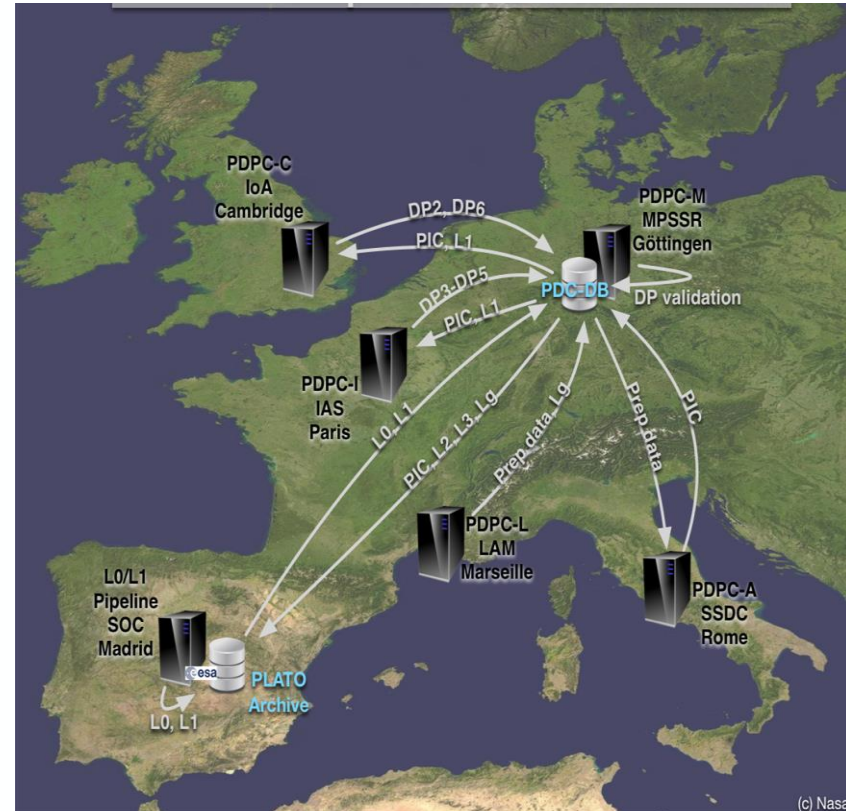 PDPC-C
IoA
Cambridge
DP2, DP6
PIC, L1
PDPC-M
MPSSR
Göttingen
PDC-DB
DP validation
DP3-DP5
PIC, L1
PDPC-I
IAS
Paris
L0, L1
PIC, L2, L3, Lg
Prep data, Lg
Prep data
PIC
PDPC-L
LAM
Marseille
PDPC-A
SSDC
Rome
L0/L1
Pipeline
SOC
Madrid
esa
PLATO
Archive
L0, L1
(c) Nasa